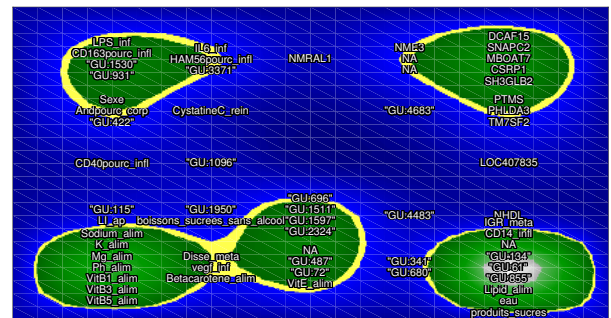 LPS_inf
CD163pourc_infl
"GU:1530"
"GU:931"
IL6_inf
HAM56pourc_infl
"GU:3371"
NMRAL1
NME3
NA
NA
DCAF15
SNAPC2
MBOAT7
CSRP1
SH3GLB2
Sexe
Andpourc_corp
"GU:422"
CystatineC_rein
"GU:4683"
PTMS
PHLDA3
TM7SF2
CD40pourc_infl
"GU:1096"
LOC407835
"GU:115"
LI_ap
"GU:1950"
boissons_sucrees_sans_alcool
"GU:696"
"GU:1511"
"GU:1597"
"GU:2324"
"GU:4483"
NHDL
IGR_meta
Sodium_alim
K_alim
Mg_alim
Ph_alim
VitB1_alim
VitB3_alim
VitB5_alim
Disse_meta
vegf_inf
Betacarotene_alim
NA
"GU:487"
"GU:72"
VitE_alim
"GU:341"
"GU:680"
CD14_infl
NA
"GU:134"
"GU:61"
"GU:855"
Lipid_alim
eau
produits_sucres